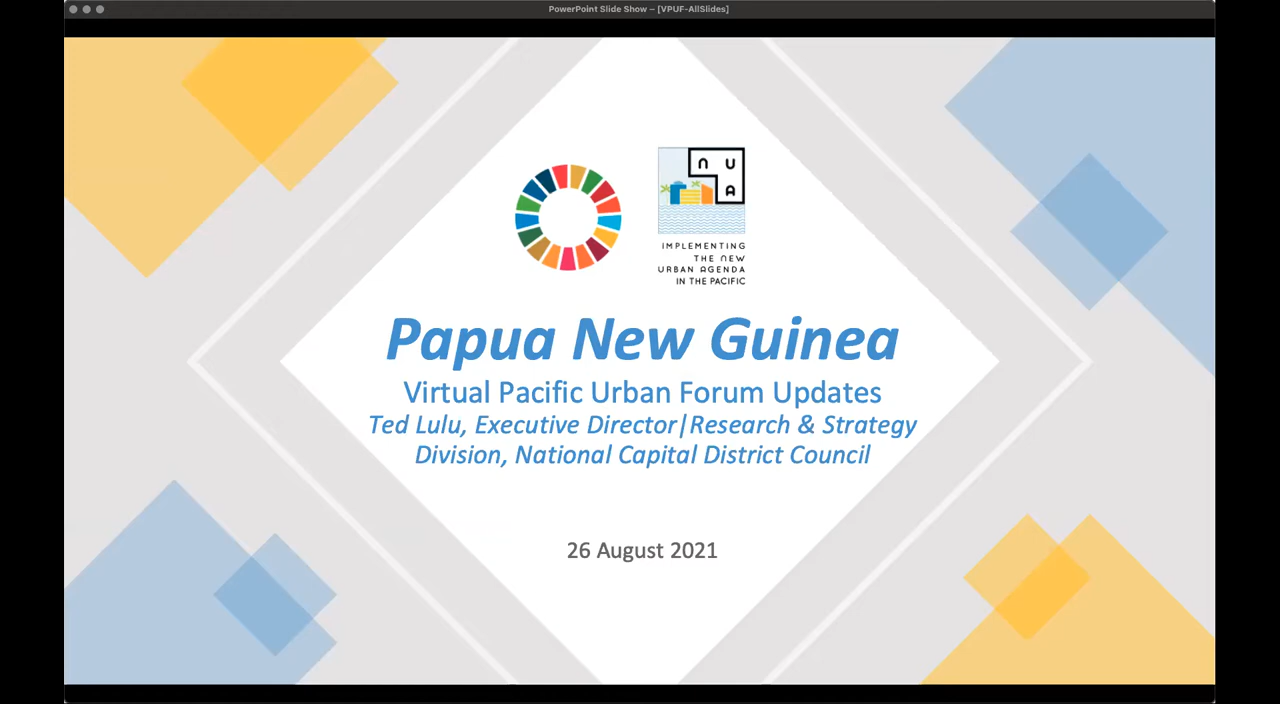 PowerPoint Slide Show – [VPUF-AllSlides]
N U
A
IMPLEMENTING
THE NEW
URBAN AGENDA
IN THE PACIFIC
Papua New Guinea
Virtual Pacific Urban Forum Updates
Ted Lulu, Executive Director|Research & Strategy
Division, National Capital District Council
26 August 2021